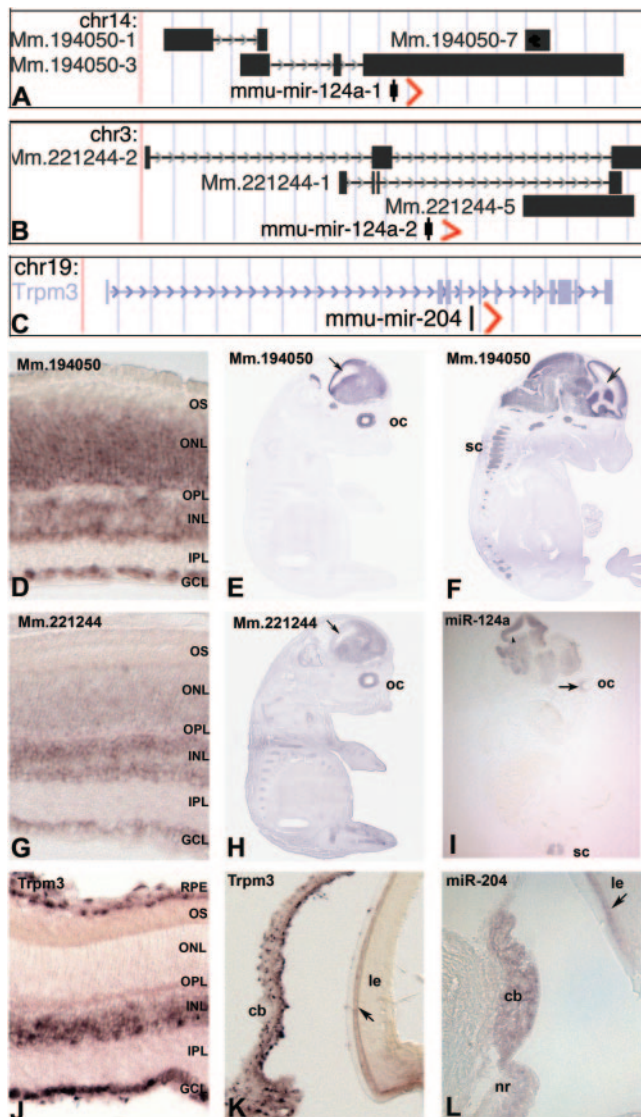 chr14:
Mm.194050-1
Mm.194050-7
Mm.194050-3
mmu-mir-124a-1
A
chr3:
Mm.221244-2
Mm.221244-1
Mm.221244-5
mmu-mir-124a-2
B
chr19:
Trpm3
mmu-mir-204
C
Mm.194050
OS
ONL
OPL
INL
IPL
GCL
D
Mm.194050
oc
E
Mm.194050
sc
F
Mm.221244
OS
ONL
OPL
INL
IPL
GCL
G
Mm.221244
oc
H
miR-124a
oc
sc
I
Trpm3
RPE
OS
ONL
OPL
INL
IPL
GCL
J
Trpm3
le
cb
K
miR-204
le
cb
nr
L